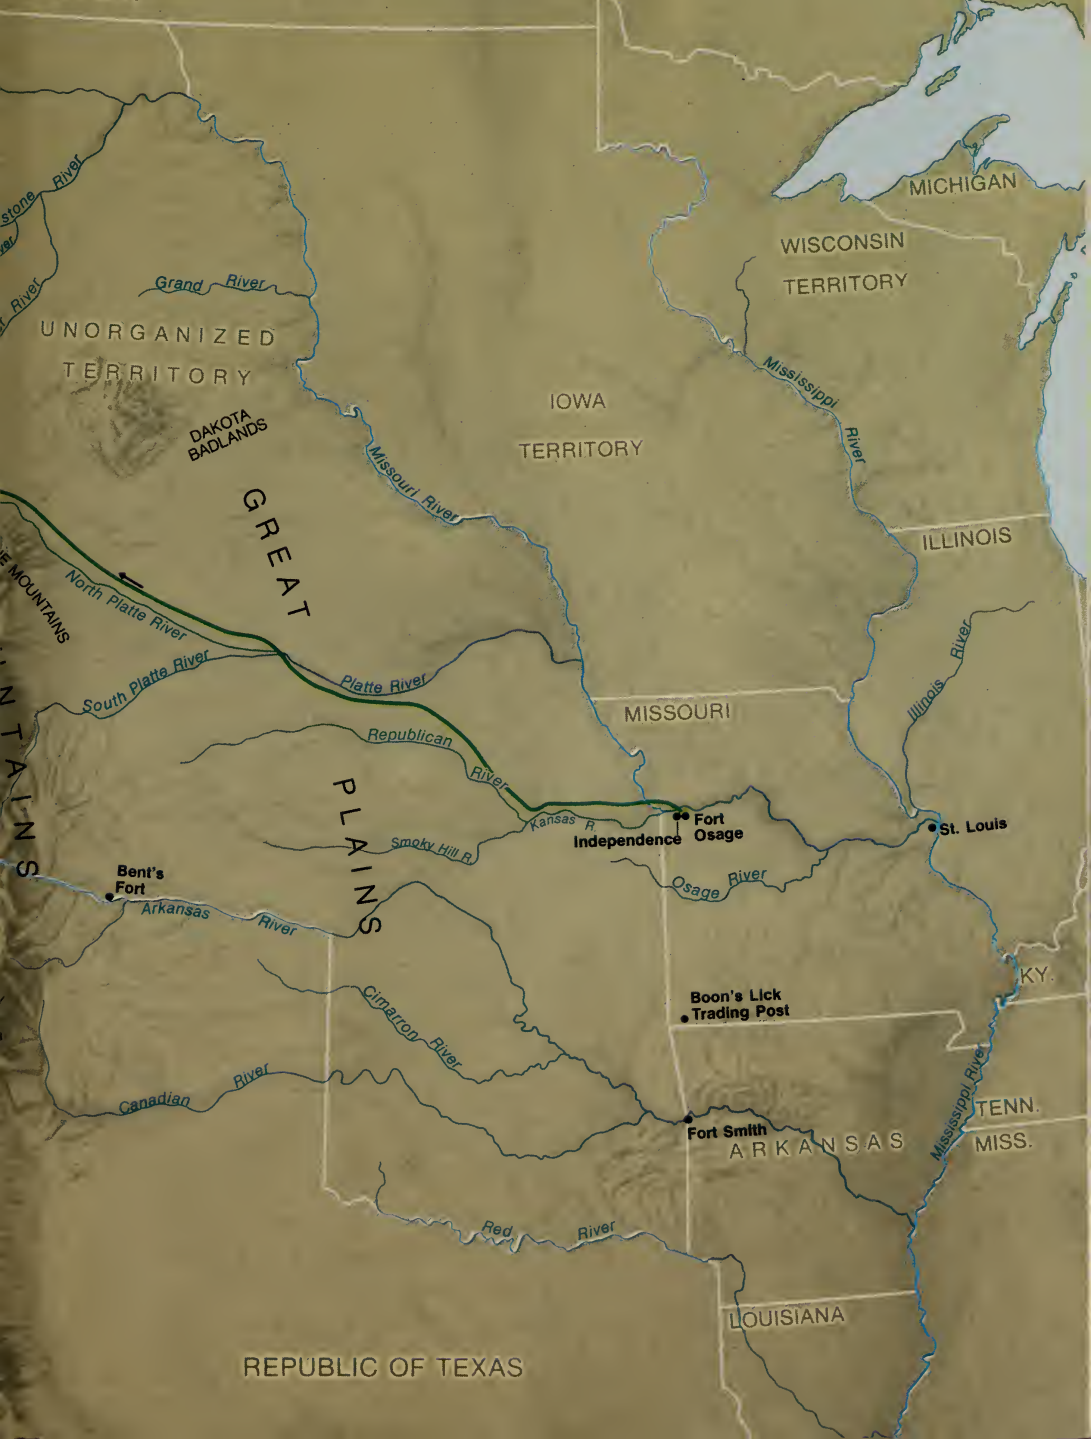 MICHIGAN
WISCONSIN
TERRITORY
stone River
River
Grand River
UNORGANIZED
TERRITORY
DAKOTA
BADLANDS
IOWA
TERRITORY
Mississippi River
Missouri River
GREAT
PLAINS
ILLINOIS
MOUNTAINS
North Platte River
South Platte River
Platte River
Illinois River
MISSOURI
Republican River
Kansas R.
Smoky Hill R.
Independence
Fort
Osage
St. Louis
Osage River
Bent's
Fort
Arkansas River
KY.
Boon's Lick
Trading Post
Cimarron River
Canadian River
Mississippi River
TENN.
MISS.
Fort Smith
ARKANSAS
Red River
LOUISIANA
REPUBLIC OF TEXAS
NTAINS